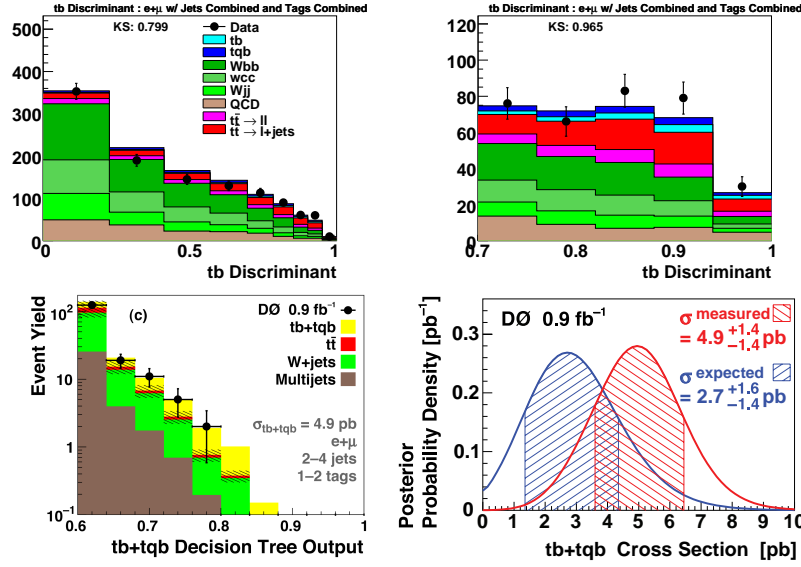 tb Discriminant : e+μ w/ Jets Combined and Tags Combined
KS: 0.799
Data
tb
tqb
Wbb
wcc
Wjj
QCD
tt̄ → ll
tt̄ → l+jets
500
400
300
200
100
0
0
0.5
1
tb Discriminant
tb Discriminant : e+μ w/ Jets Combined and Tags Combined
KS: 0.965
120
100
80
60
40
20
0
0.7
0.8
0.9
1
tb Discriminant
Event Yield
10²
10
1
10⁻¹
(c)
DØ 0.9 fb⁻¹
tb+tqb
tt̄
W+jets
Multijets
σtb+tqb = 4.9 pb
e+μ
2–4 jets
1–2 tags
0.6
0.7
0.8
0.9
1
tb+tqb Decision Tree Output
Posterior
Probability Density [pb⁻¹]
0.3
0.2
0.1
0
DØ 0.9 fb⁻¹
σ measured
= 4.9 +1.4 −1.4 pb
σ expected
= 2.7 +1.6 −1.4 pb
0 1 2 3 4 5 6 7 8 9 10
tb+tqb Cross Section [pb]